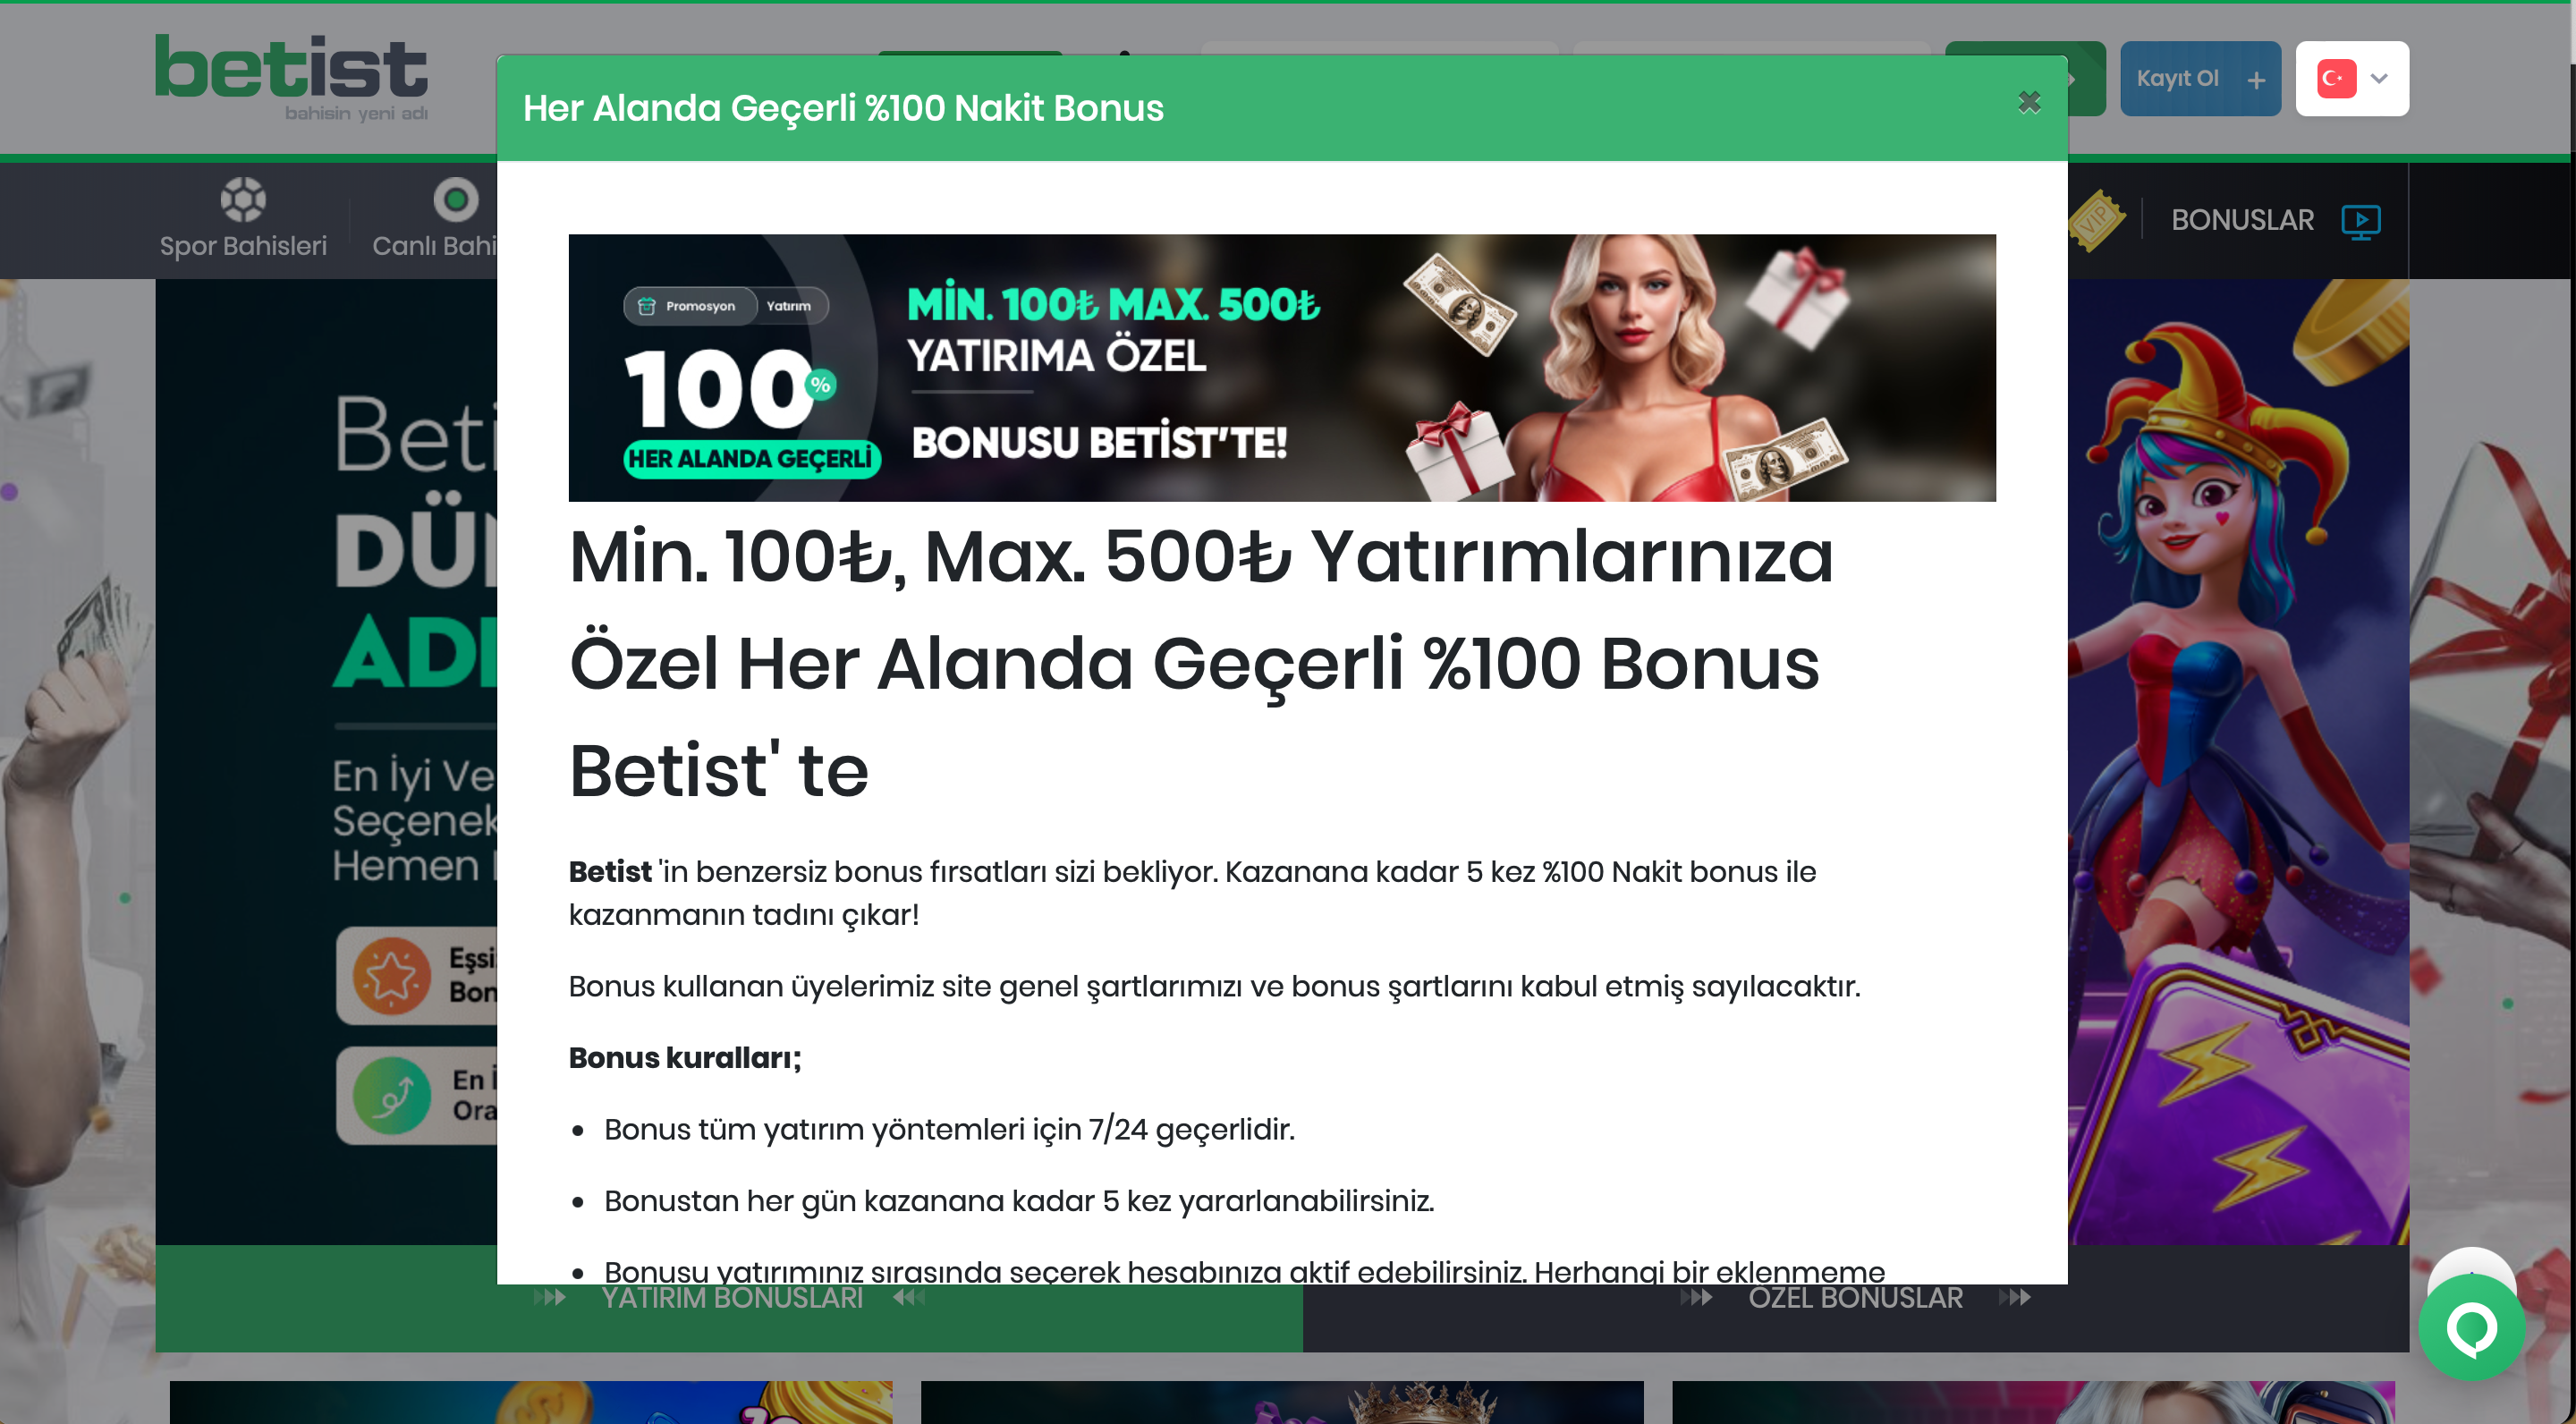 betist
bahisin yeni adı
Kayıt Ol +
Her Alanda Geçerli %100 Nakit Bonus
Spor Bahisleri
Canlı Bahi
VIP
BONUSLAR
Promosyon Yatırım
100%
HER ALANDA GEÇERLİ
MİN. 100₺ MAX. 500₺
YATIRIMA ÖZEL
BONUSU BETİST'TE!
Min. 100₺, Max. 500₺ Yatırımlarınıza
Özel Her Alanda Geçerli %100 Bonus
Betist' te
Betist 'in benzersiz bonus fırsatları sizi bekliyor. Kazanana kadar 5 kez %100 Nakit bonus ile
kazanmanın tadını çıkar!
Bonus kullanan üyelerimiz site genel şartlarımızı ve bonus şartlarını kabul etmiş sayılacaktır.
Bonus kuralları;
• Bonus tüm yatırım yöntemleri için 7/24 geçerlidir.
• Bonustan her gün kazanana kadar 5 kez yararlanabilirsiniz.
• Bonusu yatırımınız sırasında seçerek hesabınıza aktif edebilirsiniz. Herhangi bir eklenmeme
Beti
DÜ
AD
En İyi Ve
Seçenek
Hemen
Eşsi
Bon
En İ
Ora
YATIRIM BONUSLARI
ÖZEL BONUSLAR